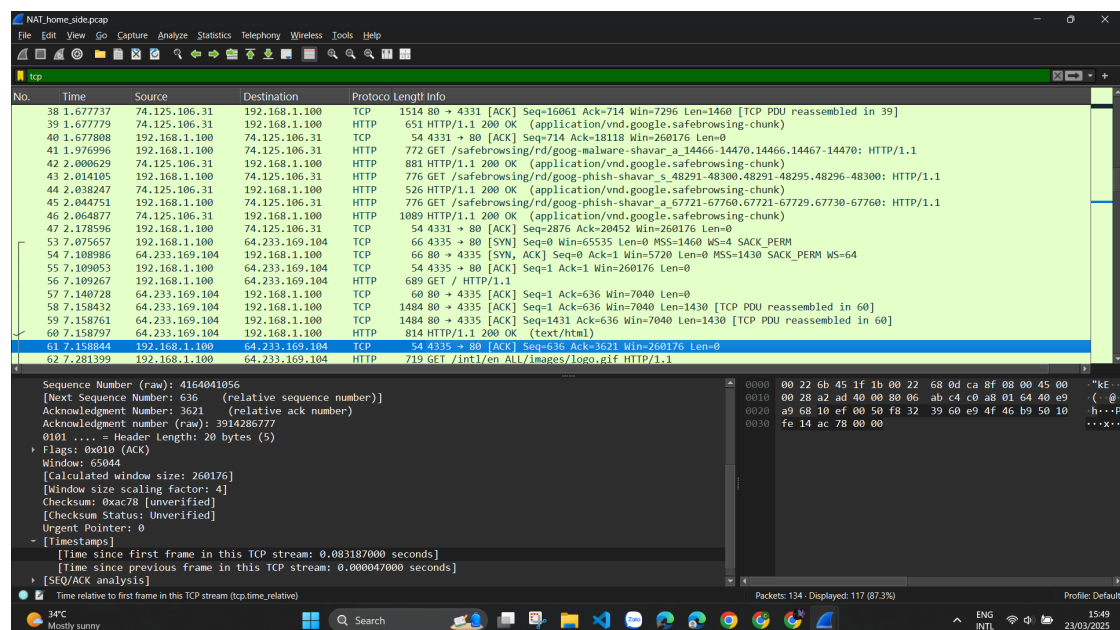 NAT_home_side.pcap
File Edit View Go Capture Analyze Statistics Telephony Wireless Tools Help
tcp
No. Time Source Destination Protoco Length Info
38 1.677737 74.125.106.31 192.168.1.100 TCP 1514 80 → 4331 [ACK] Seq=16061 Ack=714 Win=7296 Len=1460 [TCP PDU reassembled in 39]
39 1.677779 74.125.106.31 192.168.1.100 HTTP 651 HTTP/1.1 200 OK (application/vnd.google.safebrowsing-chunk)
40 1.677808 192.168.1.100 74.125.106.31 TCP 54 4331 → 80 [ACK] Seq=714 Ack=18118 Win=260176 Len=0
41 1.976996 192.168.1.100 74.125.106.31 HTTP 772 GET /safebrowsing/rd/goog-malware-shavar_a_14466-14470.14466.14467-14470: HTTP/1.1
42 2.000629 74.125.106.31 192.168.1.100 HTTP 881 HTTP/1.1 200 OK (application/vnd.google.safebrowsing-chunk)
43 2.014105 192.168.1.100 74.125.106.31 HTTP 776 GET /safebrowsing/rd/goog-phish-shavar_s_48291-48300.48291-48295.48296-48300: HTTP/1.1
44 2.038247 74.125.106.31 192.168.1.100 HTTP 526 HTTP/1.1 200 OK (application/vnd.google.safebrowsing-chunk)
45 2.044751 192.168.1.100 74.125.106.31 HTTP 776 GET /safebrowsing/rd/goog-phish-shavar_a_67721-67760.67721-67729.67730-67760: HTTP/1.1
46 2.064877 74.125.106.31 192.168.1.100 HTTP 1089 HTTP/1.1 200 OK (application/vnd.google.safebrowsing-chunk)
47 2.178596 192.168.1.100 74.125.106.31 TCP 54 4331 → 80 [ACK] Seq=2876 Ack=20452 Win=260176 Len=0
53 7.075657 192.168.1.100 64.233.169.104 TCP 66 4335 → 80 [SYN] Seq=0 Win=65535 Len=0 MSS=1460 WS=4 SACK_PERM
54 7.108986 64.233.169.104 192.168.1.100 TCP 66 80 → 4335 [SYN, ACK] Seq=0 Ack=1 Win=5720 Len=0 MSS=1430 SACK_PERM WS=64
55 7.109053 192.168.1.100 64.233.169.104 TCP 54 4335 → 80 [ACK] Seq=1 Ack=1 Win=260176 Len=0
56 7.109267 192.168.1.100 64.233.169.104 HTTP 689 GET / HTTP/1.1
57 7.140728 64.233.169.104 192.168.1.100 TCP 60 80 → 4335 [ACK] Seq=1 Ack=636 Win=7040 Len=0
58 7.158432 64.233.169.104 192.168.1.100 TCP 1484 80 → 4335 [ACK] Seq=1 Ack=636 Win=7040 Len=1430 [TCP PDU reassembled in 60]
59 7.158761 64.233.169.104 192.168.1.100 TCP 1484 80 → 4335 [ACK] Seq=1431 Ack=636 Win=7040 Len=1430 [TCP PDU reassembled in 60]
60 7.158797 64.233.169.104 192.168.1.100 HTTP 814 HTTP/1.1 200 OK (text/html)
61 7.158844 192.168.1.100 64.233.169.104 TCP 54 4335 → 80 [ACK] Seq=636 Ack=3621 Win=260176 Len=0
62 7.281399 192.168.1.100 64.233.169.104 HTTP 719 GET /intl/en_ALL/images/logo.gif HTTP/1.1
Sequence Number (raw): 4164041056
[Next Sequence Number: 636 (relative sequence number)]
Acknowledgment Number: 3621 (relative ack number)
Acknowledgment number (raw): 3914286777
0101 .... = Header Length: 20 bytes (5)
Flags: 0x010 (ACK)
Window: 65044
[Calculated window size: 260176]
[Window size scaling factor: 4]
Checksum: 0xac78 [unverified]
[Checksum Status: Unverified]
Urgent Pointer: 0
[Timestamps]
[Time since first frame in this TCP stream: 0.083187000 seconds]
[Time since previous frame in this TCP stream: 0.000047000 seconds]
[SEQ/ACK analysis]
0000 00 22 6b 45 1f 1b 00 22 68 0d ca 8f 08 00 45 00 ·"kE···"
0010 00 28 a2 ad 40 00 80 06 ab c4 c0 a8 01 64 40 e9 ·(··@·
0020 a9 68 10 ef 00 50 f8 32 39 60 e9 4f 46 b9 50 10 ·h···P
0030 fe 14 ac 78 00 00 ···x··
Time relative to first frame in this TCP stream (tcp.time_relative)
Packets: 134 · Displayed: 117 (87.3%)
Profile: Default
34°C
Mostly sunny
Search
Zalo
ENG
INTL
15:49
23/03/2025